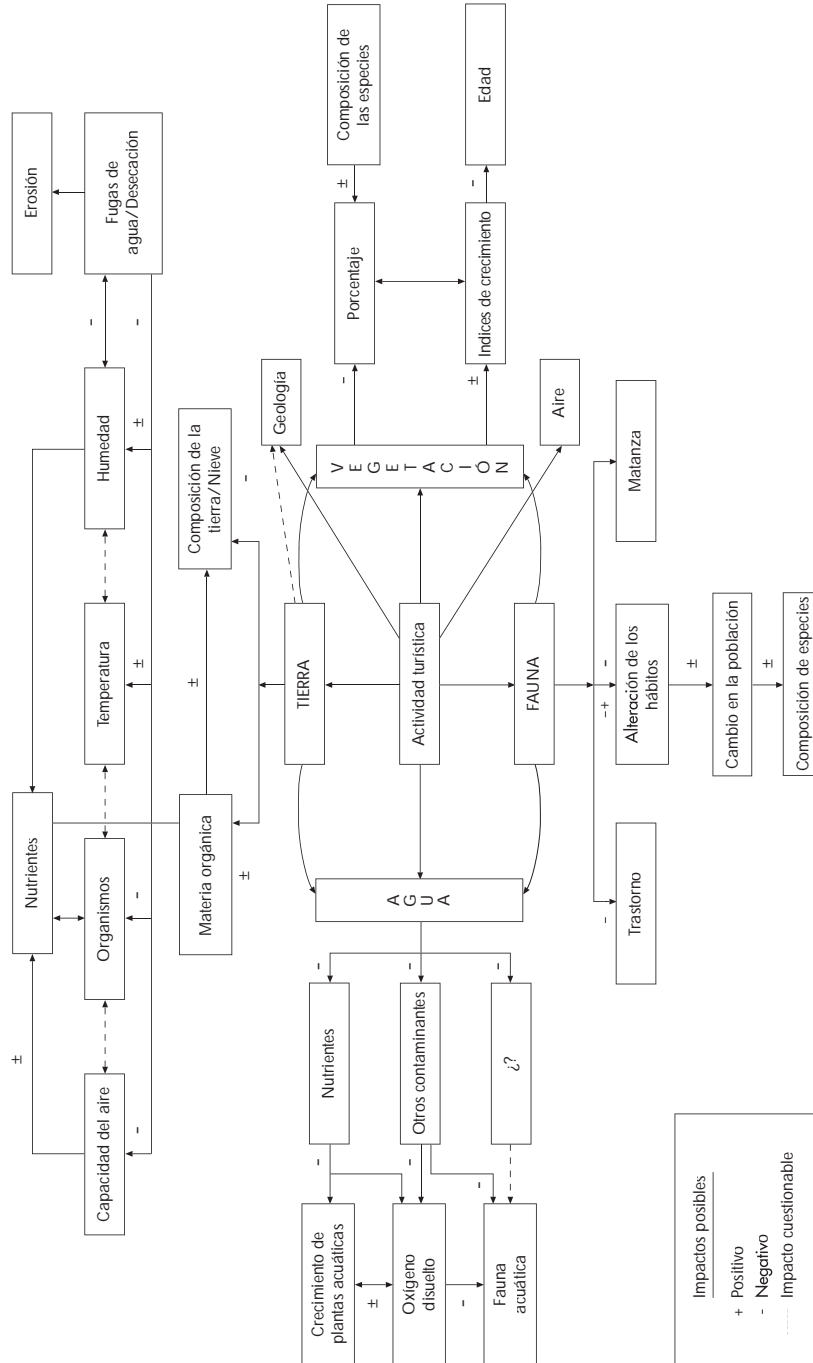 ±
Nutrientes
Erosión
Capacidad del aire
Organismos
Temperatura
Humedad
-
Fugas de
agua/Desecación
-
-
±
±
-
Materia orgánica
±
Composición de la
tierra/Nieve
±
-
Geología
Crecimiento de
plantas acuáticas
-
Nutrientes
-
TIERRA
-
Porcentaje
±
Composición de
las especies
±
Oxígeno
disuelto
-
Otros contaminantes
-
AGUA
Actividad turística
VEGETACIÓN
-
Fauna
acuática
-
¿?
-
±
Indices de crecimiento
-
Edad
FAUNA
Aire
-
-+
-
Trastorno
Alteración de los
hábitos
Matanza
±
Cambio en la población
±
Composición de especies
Impactos posibles
+ Positivo
- Negativo
Impacto cuestionable